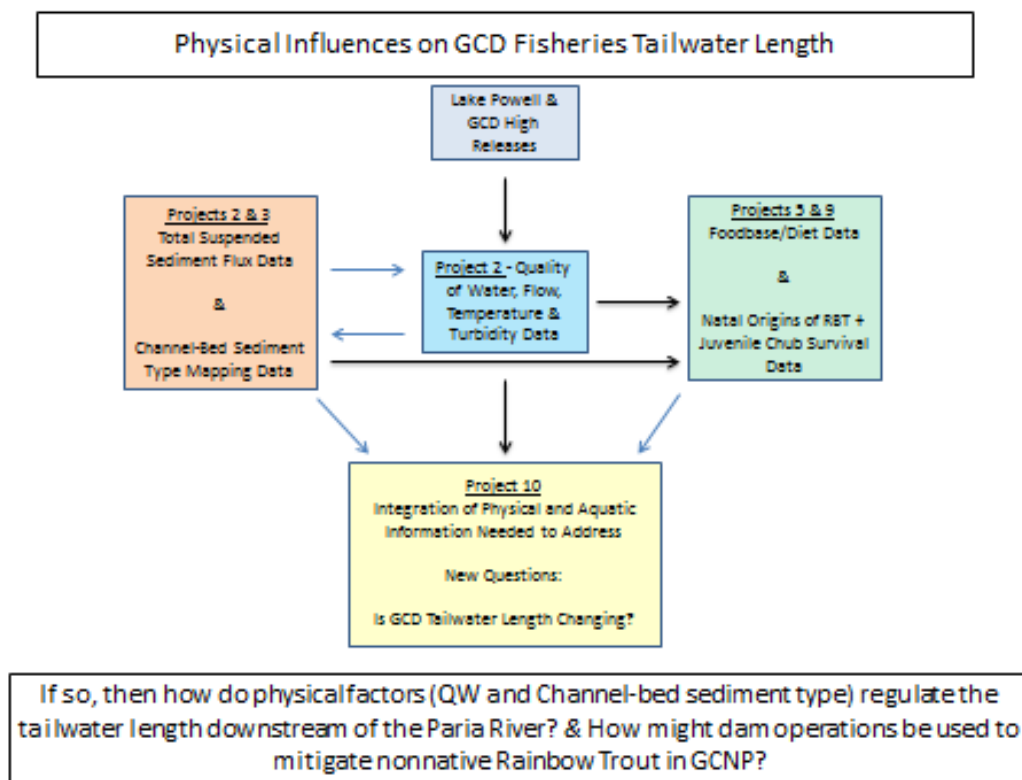 Physical Influences on GCD Fisheries Tailwater Length
Lake Powell &
GCD High
Releases
Projects 2 & 3
Total Suspended
Sediment Flux Data
&
Channel-Bed Sediment
Type Mapping Data
Project 2 - Quality
of Water, Flow,
Temperature &
Turbidity Data
Projects 5 & 9
Foodbase/Diet Data
&
Natal Origins of RBT +
Juvenile Chub Survival
Data
Project 10
Integration of Physical and Aquatic
Information Needed to Address
New Questions:
Is GCD Tailwater Length Changing?
If so, then how do physical factors (QW and Channel-bed sediment type) regulate the
tailwater length downstream of the Paria River? & How might dam operations be used to
mitigate nonnative Rainbow Trout in GCNP?